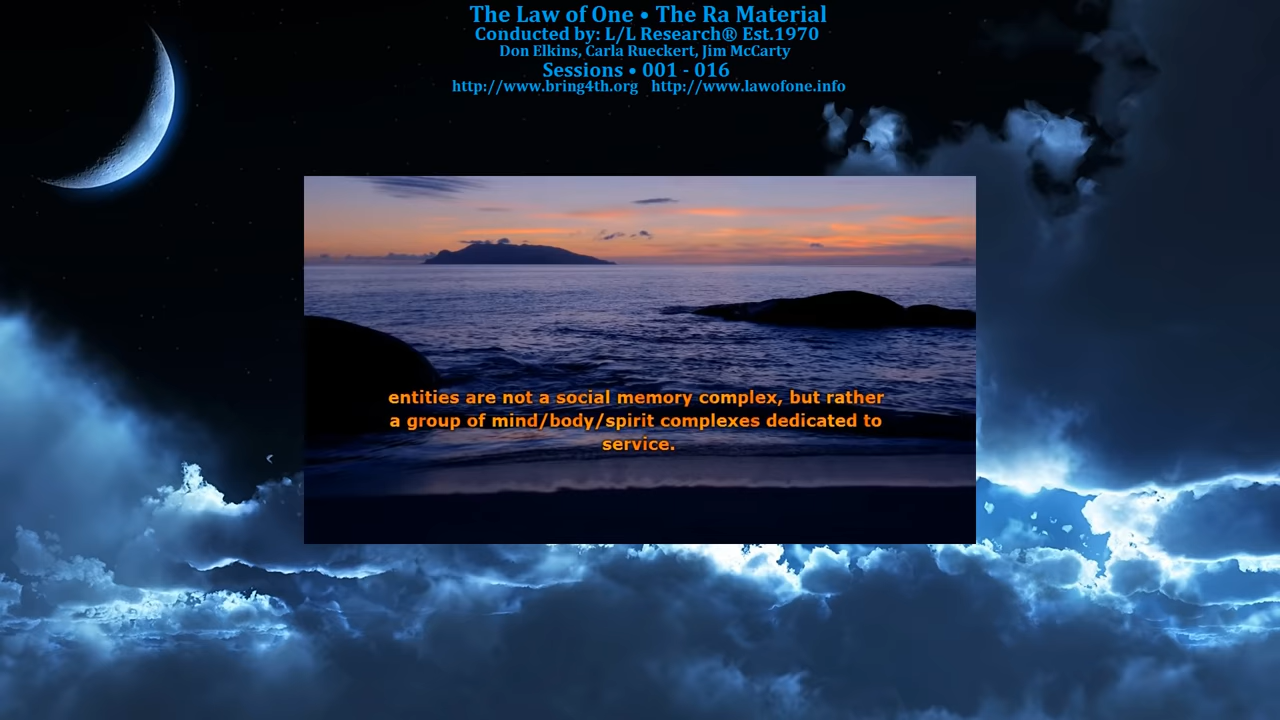 The Law of One • The Ra Material
Conducted by: L/L Research® Est.1970
Don Elkins, Carla Rueckert, Jim McCarty
Sessions • 001 - 016
http://www.bring4th.org http://www.lawofone.info
entities are not a social memory complex, but rather
a group of mind/body/spirit complexes dedicated to
service.